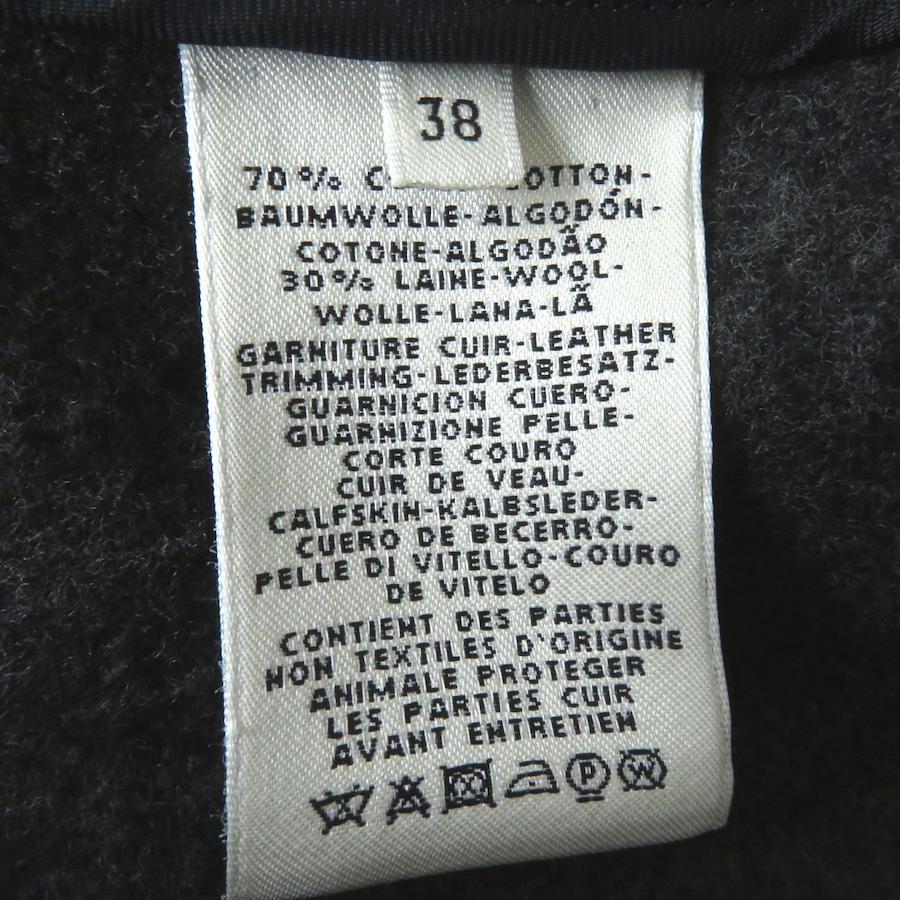 38
70% COTTON-
BAUMWOLLE-ALGODÓN-
COTONE-ALGODÃO
30% LAINE-WOOL-
WOLLE-LANA-LÃ
GARNITURE CUIR-LEATHER
TRIMMING-LEDERBESATZ-
GUARNICION CUERO-
GUARNIZIONE PELLE-
CORTE COURO
CUIR DE VEAU-
CALFSKIN-KALBSLEDER-
CUERO DE BECERRO-
PELLE DI VITELLO-COURO
DE VITELO
CONTIENT DES PARTIES
NON TEXTILES D'ORIGINE
ANIMALE PROTEGER
LES PARTIES CUIR
AVANT ENTRETIEN
P W